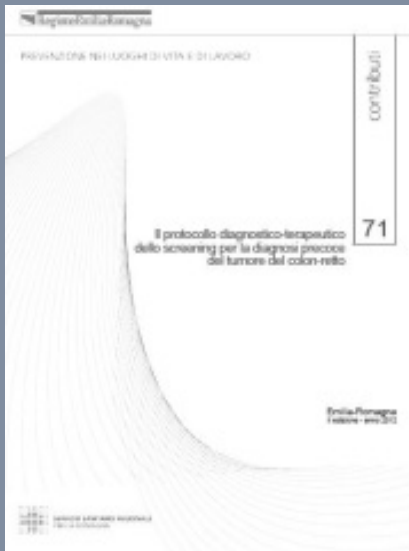 RegioneEmiliaRomagna
PREVENZIONE NEI LUOGHI DI VITA E DI LAVORO
contributi
71
Il protocollo diagnostico-terapeutico
dello screening per la diagnosi precoce
del tumore del colon-retto
Emilia-Romagna
SERVIZIO SANITARIO REGIONALE